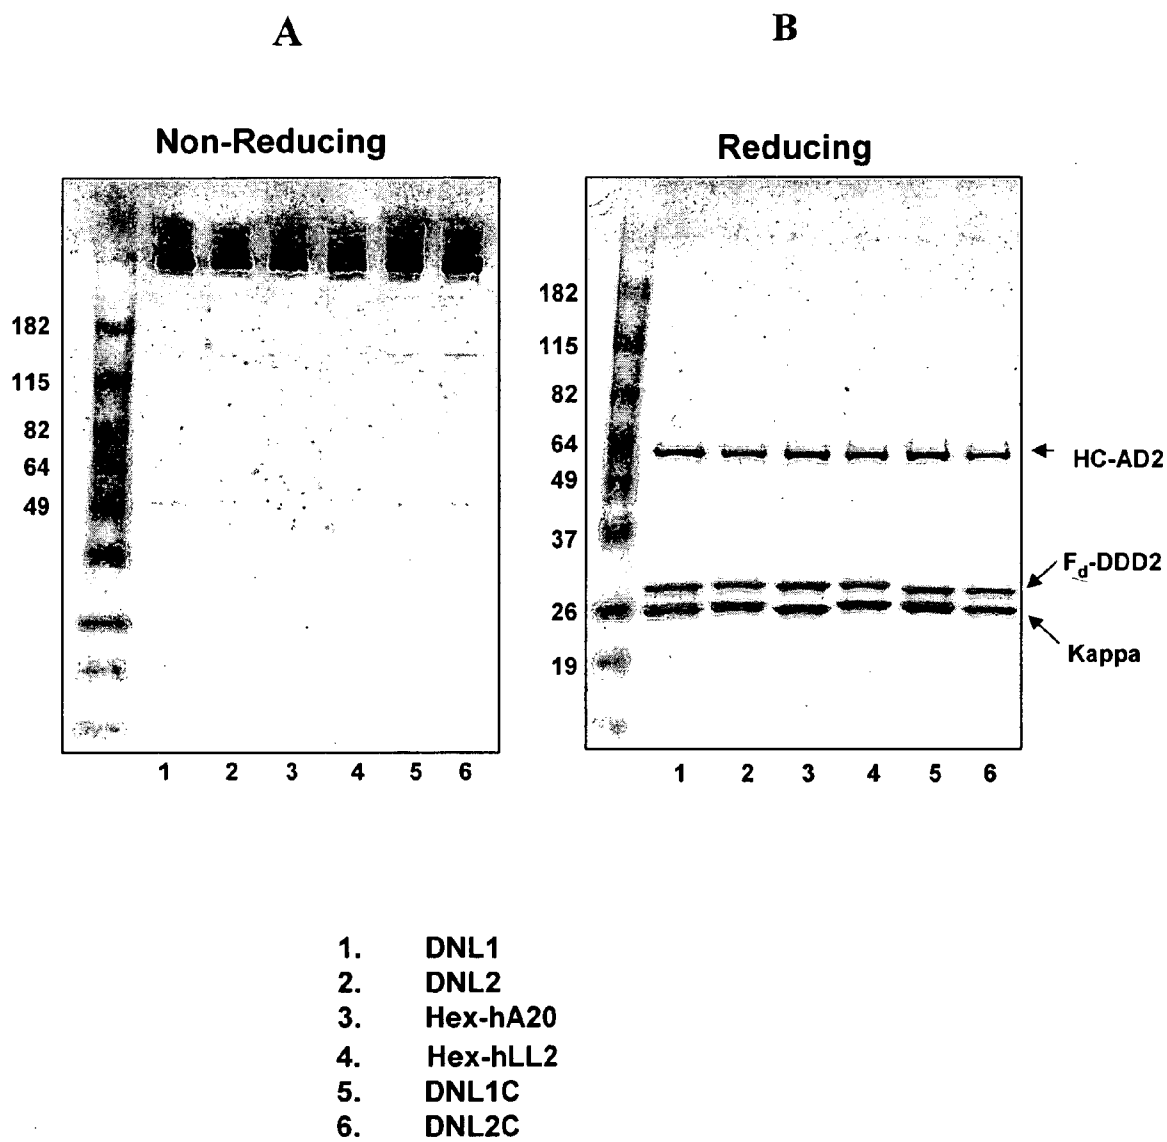 A
B
Non-Reducing
Reducing
182
115
82
64
49
182
115
82
64
49
37
26
19
HC-AD2
Fd-DDD2
Kappa
1 2 3 4 5 6
1 2 3 4 5 6
1. DNL1
2. DNL2
3. Hex-hA20
4. Hex-hLL2
5. DNL1C
6. DNL2C